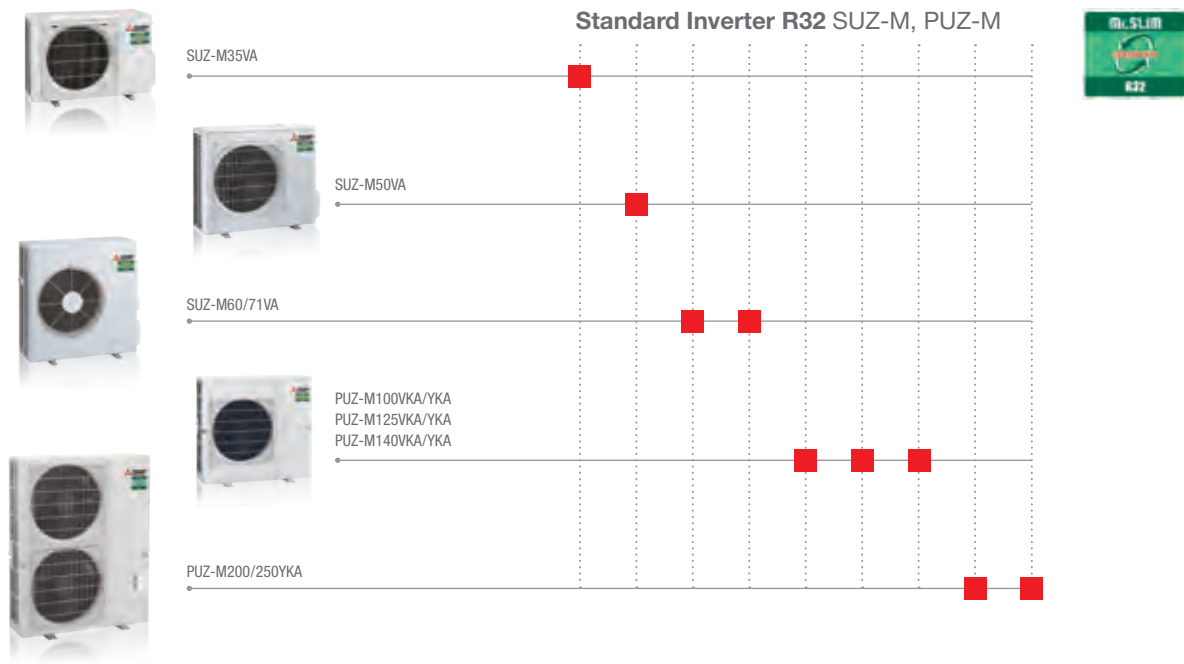 Standard Inverter R32 SUZ-M, PUZ-M
Mr.SLIM
R32
SUZ-M35VA
SUZ-M50VA
SUZ-M60/71VA
PUZ-M100VKA/YKA
PUZ-M125VKA/YKA
PUZ-M140VKA/YKA
PUZ-M200/250YKA